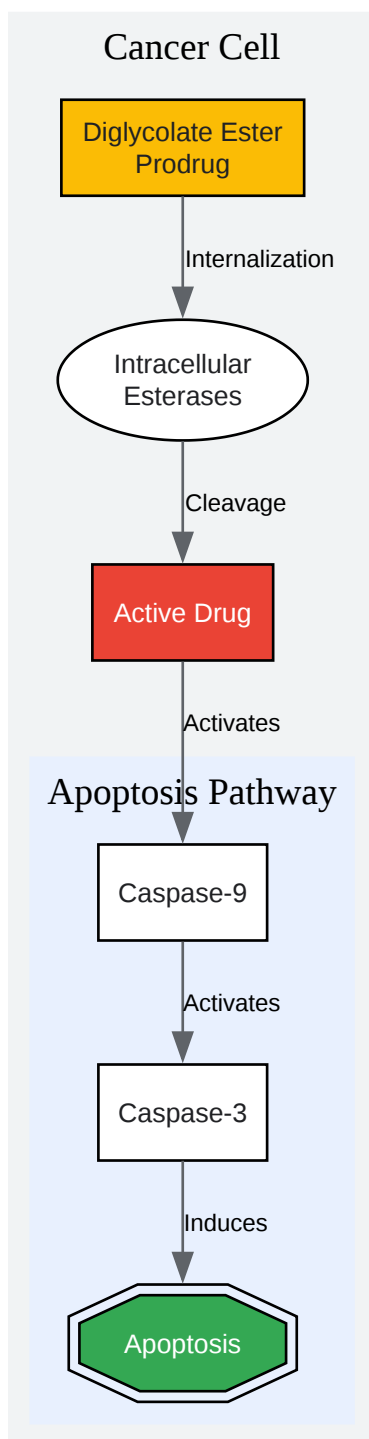 Cancer Cell
Diglycolate Ester
Prodrug
Internalization
Intracellular
Esterases
Cleavage
Active Drug
Activates
Apoptosis Pathway
Caspase-9
Activates
Caspase-3
Induces
Apoptosis